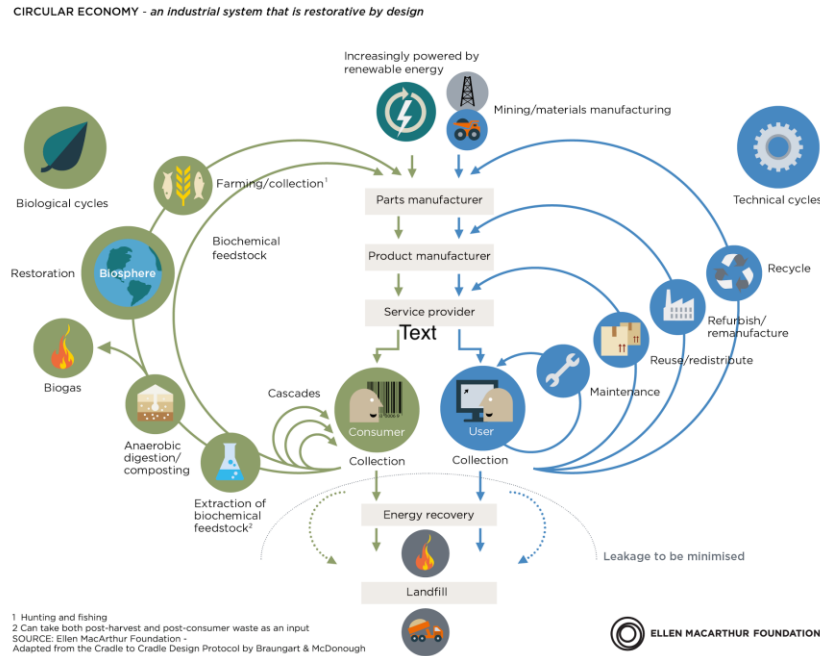 CIRCULAR ECONOMY - an industrial system that is restorative by design
Increasingly powered by
renewable energy
Mining/materials manufacturing
Biological cycles
Farming/collection¹
Technical cycles
Parts manufacturer
Biochemical
feedstock
Product manufacturer
Restoration
Biosphere
Recycle
Service provider
Text
Refurbish/
remanufacture
Reuse/redistribute
Biogas
Maintenance
Cascades
Consumer
User
Anaerobic
digestion/
composting
Collection
Collection
Extraction of
biochemical
feedstock²
Energy recovery
Leakage to be minimised
Landfill
1 Hunting and fishing
2 Can take both post-harvest and post-consumer waste as an input
SOURCE: Ellen MacArthur Foundation -
Adapted from the Cradle to Cradle Design Protocol by Braungart & McDonough
ELLEN MACARTHUR FOUNDATION